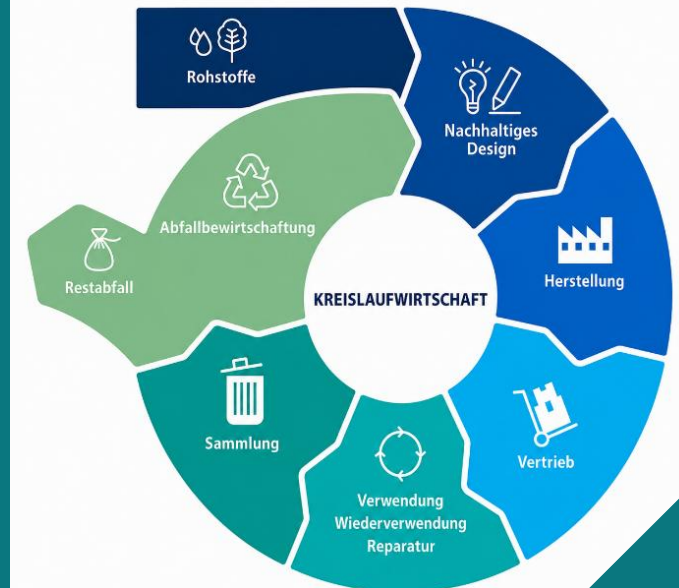 Rohstoffe
Nachhaltiges
Design
Herstellung
Vertrieb
Verwendung
Wiederverwendung
Reparatur
Sammlung
Abfallbewirtschaftung
Restabfall
KREISLAUFWIRTSCHAFT